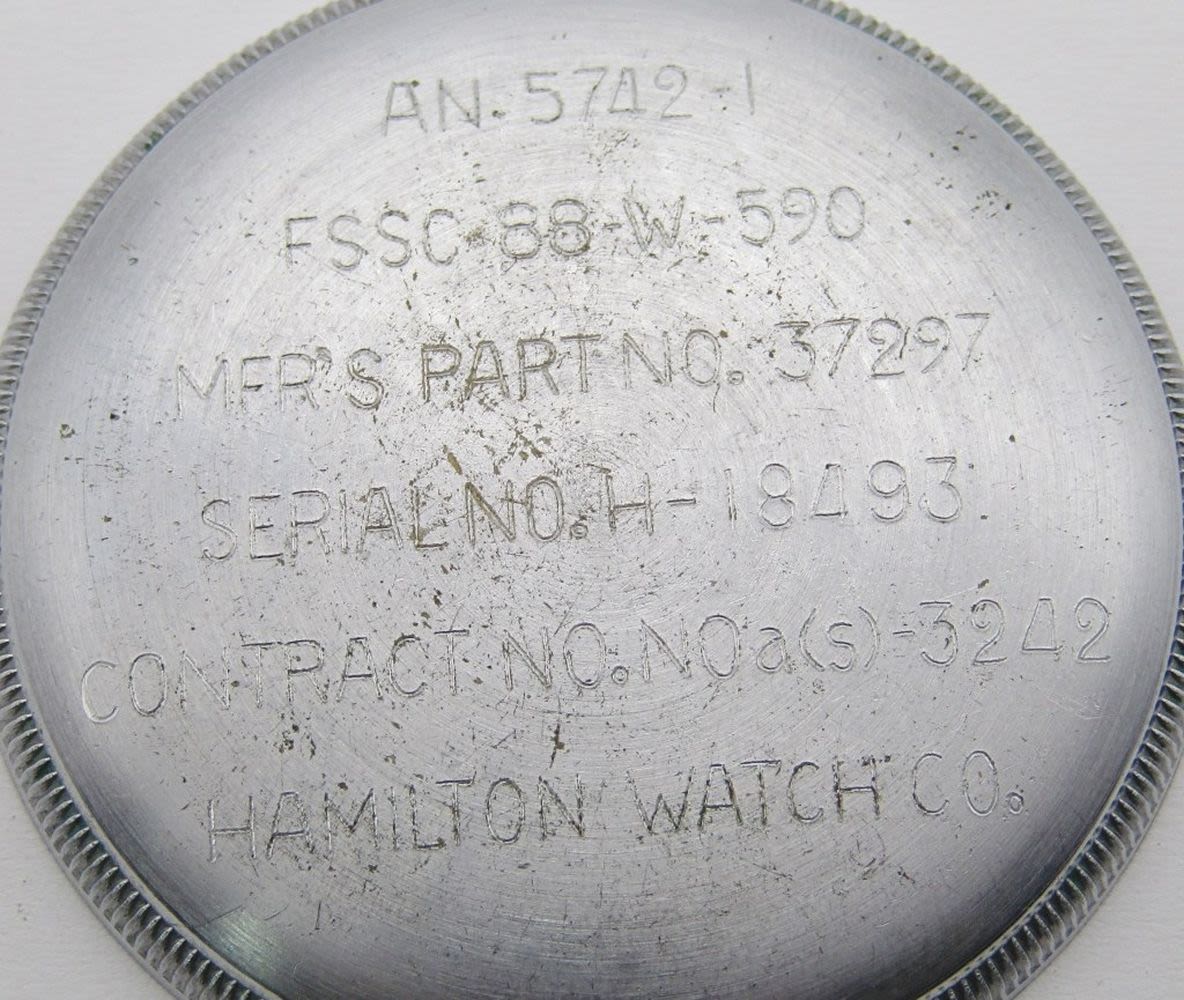 AN. 5742-1
FSSC 88-W-590
MFR'S PART NO. 37297
SERIAL NO. H-18493
CONTRACT NO. NOa(s)-3242
HAMILTON WATCH CO.